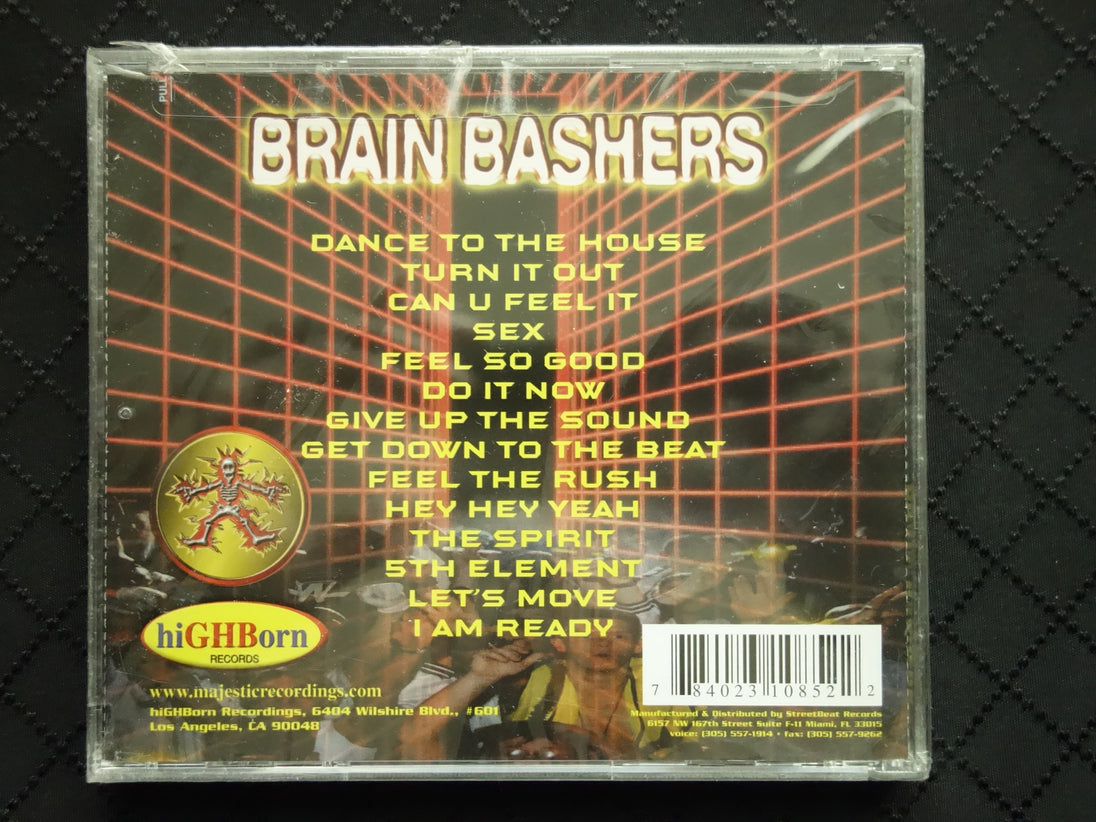 PULL
BRAIN BASHERS
DANCE TO THE HOUSE
TURN IT OUT
CAN U FEEL IT
SEX
FEEL SO GOOD
DO IT NOW
GIVE UP THE SOUND
GET DOWN TO THE BEAT
FEEL THE RUSH
HEY HEY YEAH
THE SPIRIT
5TH ELEMENT
LET'S MOVE
I AM READY
hiGHBorn
RECORDS
www.majesticrecordings.com
hiGHBorn Recordings, 6404 Wilshire Blvd., #601
Los Angeles, CA 90048
7 84023 10852 2
Manufactured & Distributed by StreetBeat Records
6157 NW 167th Street Suite F-11 Miami, FL 33015
voice: (305) 557-1914 • fax: (305) 557-9262